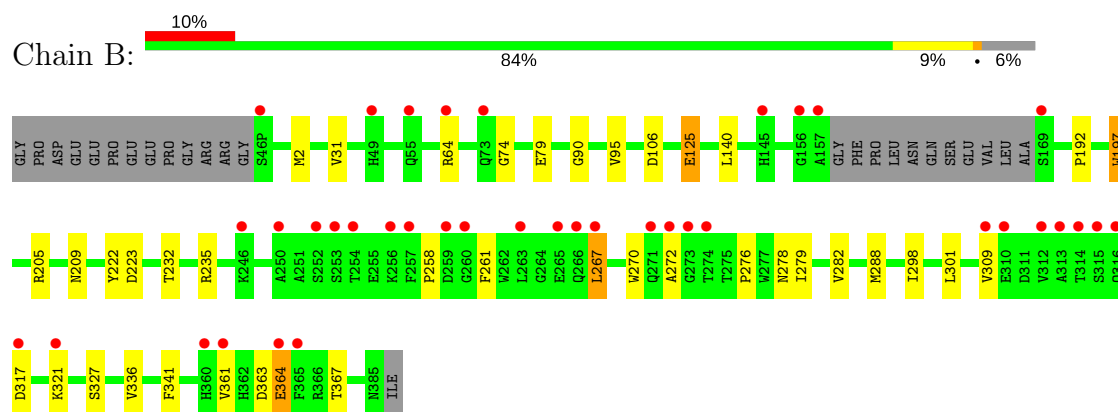 10%
Chain B:
84% 9% • 6%
GLY PRO ASP GLU GLU PRO GLU GLU PRO GLY ARG ARG GLY S46P M2 V31 H49 Q55 R64 Q73 G74 E79 G90 V95 D106 E125 L140 H145 G156 A157 GLY PHE PRO LEU ASN GLN SER GLU VAL LEU ALA S169 P192 W197
R205 N209 Y222 D223 T232 R235 K246 A250 A251 S252 S253 T254 E255 K256 F257 P258 D259 G260 F261 W262 L263 G264 E265 Q266 L267 W270 Q271 A272 G273 T274 T275 P276 W277 N278 I279 V282 M288 I298 L301 V309 E310 D311 V312 A313 T314 S315
D317 K321 S327 V336 F341 H360 V361 H362 D363 E364 F365 R366 T367 N385 ILE